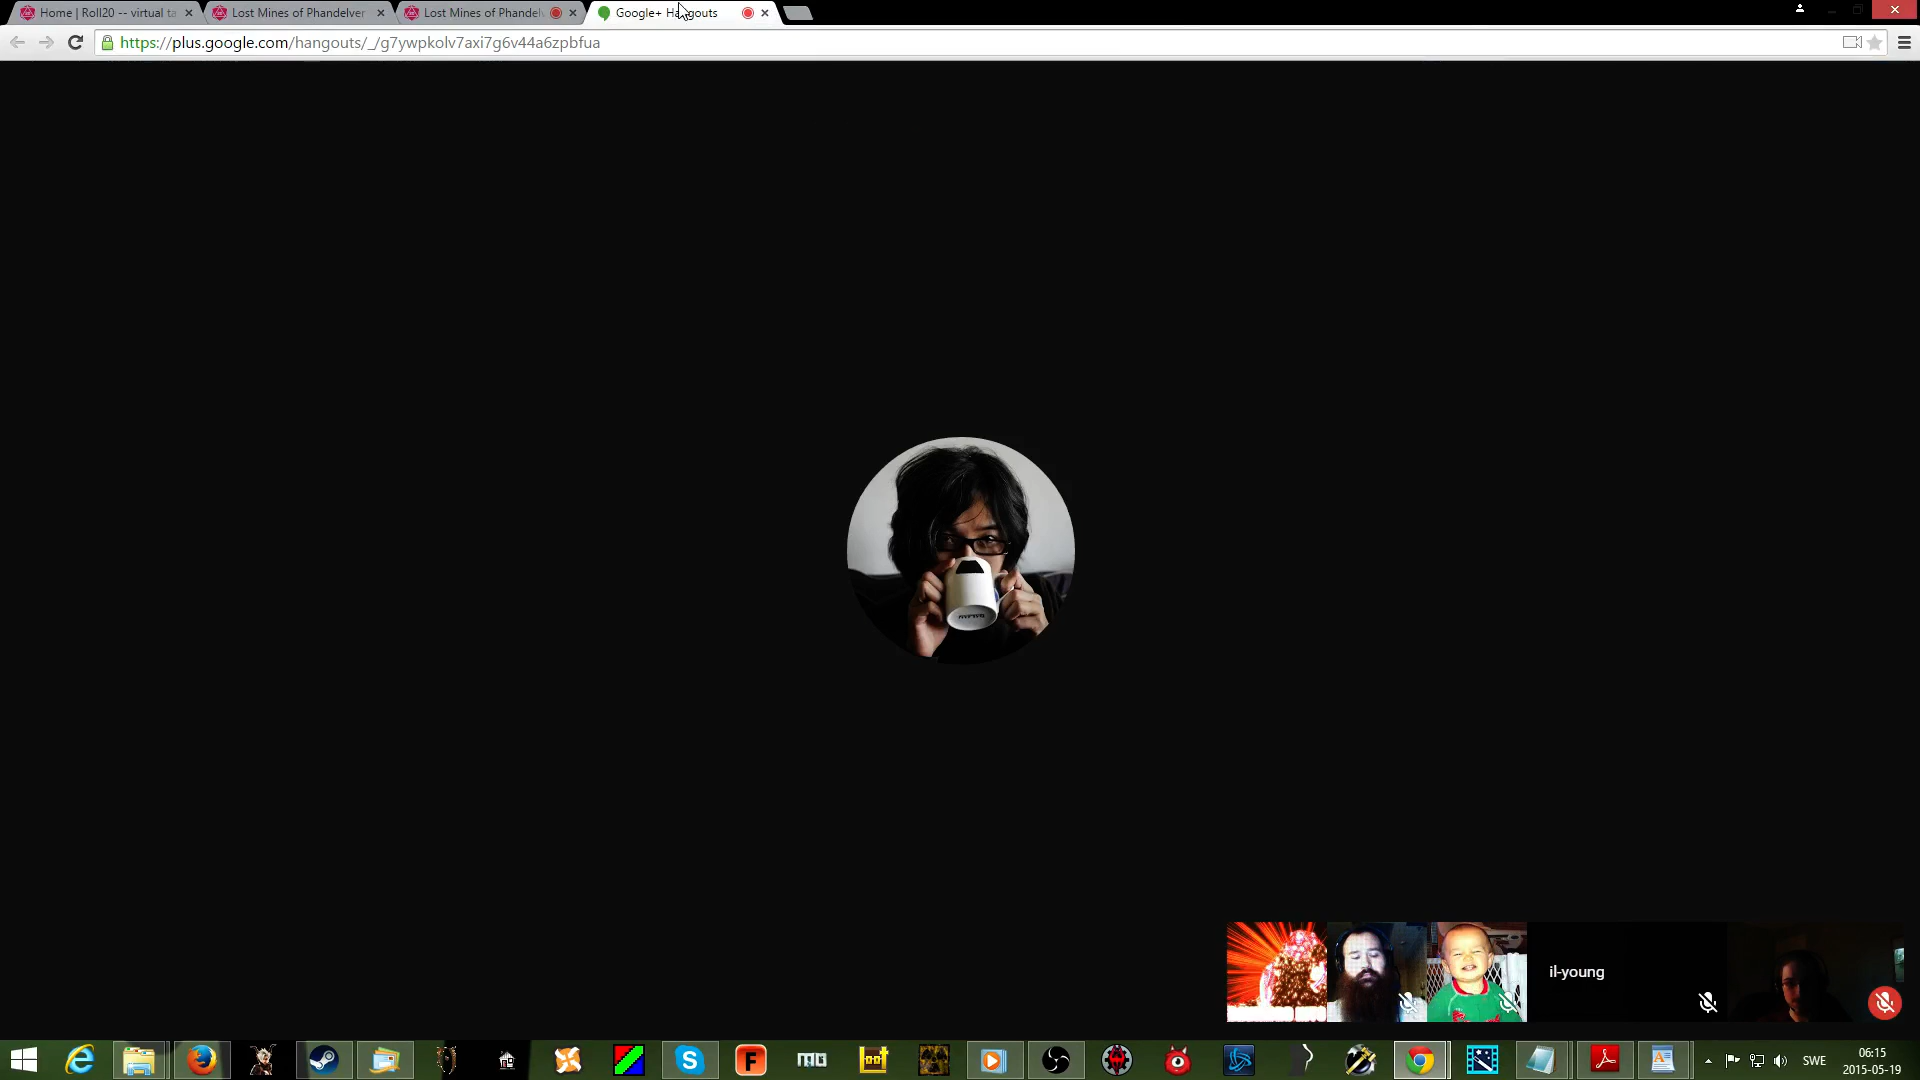 Home | Roll20 -- virtual ta
Lost Mines of Phandelver
Lost Mines of Phandelv
Google+ Hangouts
https://plus.google.com/hangouts/_/g7ywpkolv7axi7g6v44a6zpbfua
il-young
SWE
06:15
2015-05-19